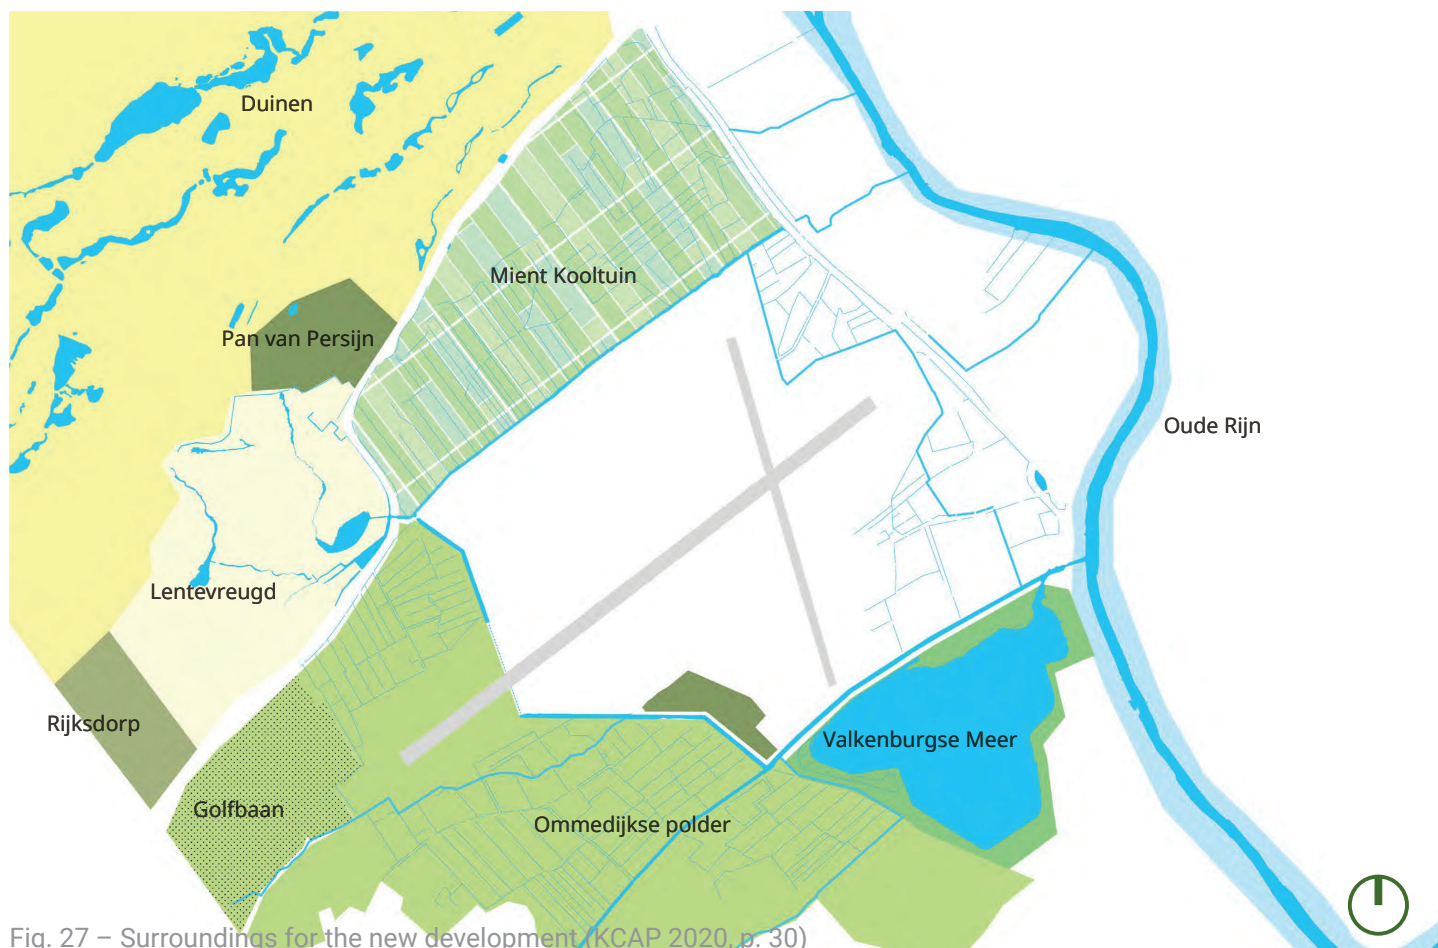 Duinen
Mient Kooltuin
Pan van Persijn
Oude Rijn
Lentevreugd
Rijksdorp
Valkenburgse Meer
Golfbaan
Ommedijkse polder
Fig. 27 – Surroundings for the new development (KCAP 2020, p. 30)